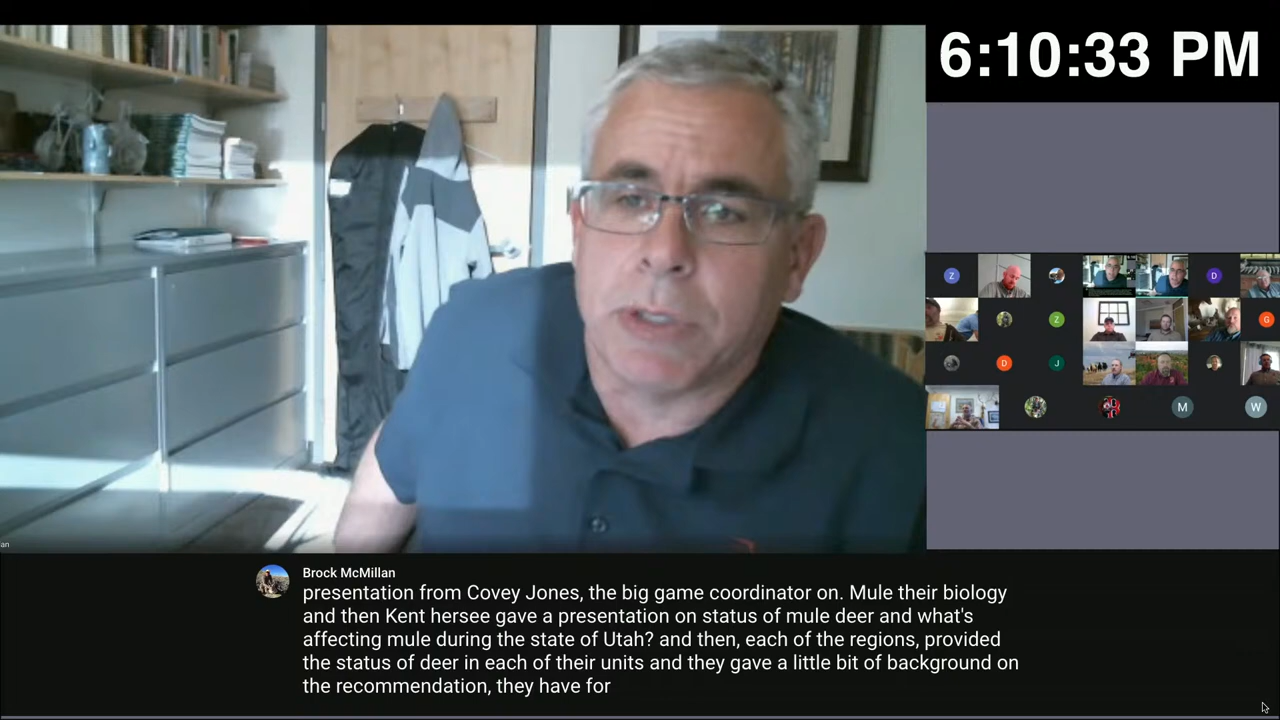 6:10:33 PM
Z
D
Z
G
D
J
M
W
an
Brock McMillan
presentation from Covey Jones, the big game coordinator on. Mule their biology
and then Kent hersee gave a presentation on status of mule deer and what's
affecting mule during the state of Utah? and then, each of the regions, provided
the status of deer in each of their units and they gave a little bit of background on
the recommendation, they have for